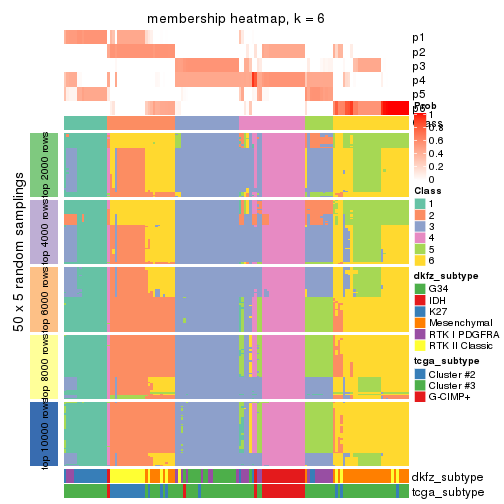 membership heatmap, k = 6
p1
p2
p3
p4
p5
p6
Class
Prob
1
0.8
0.6
0.4
0.2
0
Class
1
2
3
4
5
6
dkfz_subtype
G34
IDH
K27
Mesenchymal
RTK I PDGFRA
RTK II Classic
tcga_subtype
Cluster #2
Cluster #3
G-CIMP+
50 x 5 random samplings
top 2000 rows
top 4000 rows
top 6000 rows
top 8000 rows
top 10000 rows
dkfz_subtype
tcga_subtype